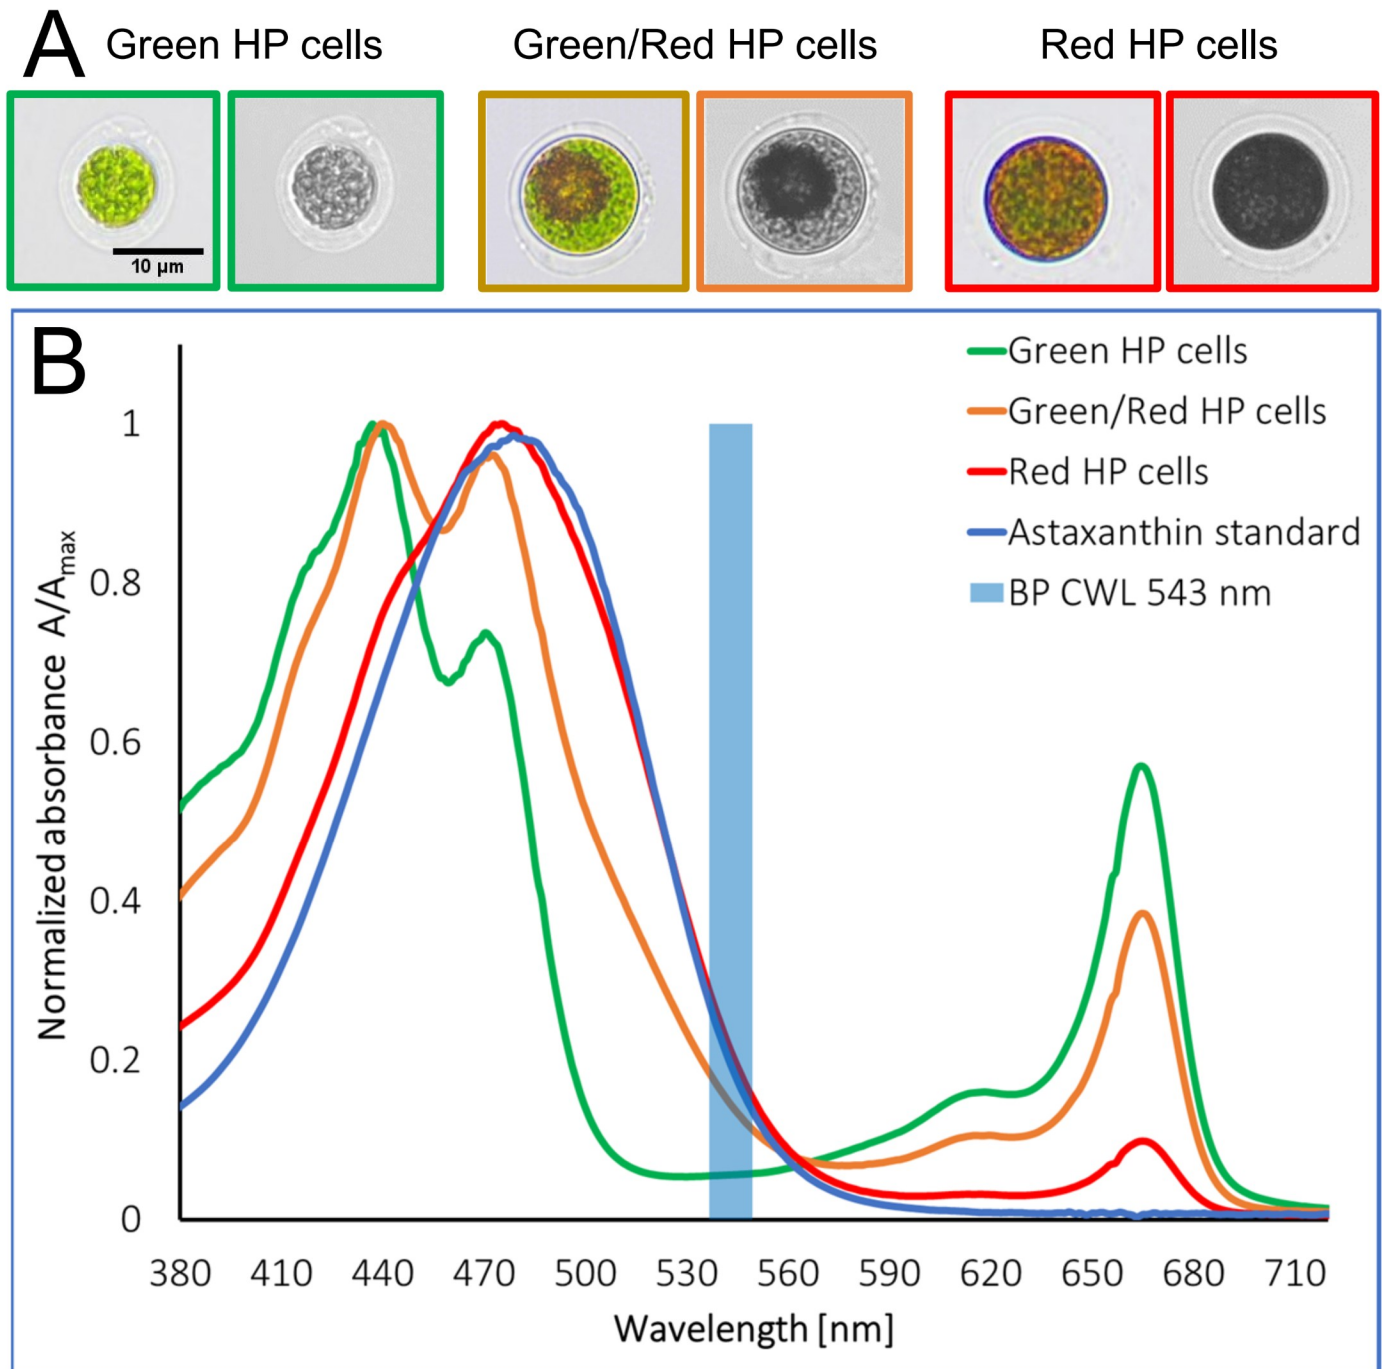 A
Green HP cells
Green/Red HP cells
Red HP cells
10 µm
B
Green HP cells
Green/Red HP cells
Red HP cells
Astaxanthin standard
BP CWL 543 nm
Normalized absorbance A/Amax
1
0.8
0.6
0.4
0.2
0
380 410 440 470 500 530 560 590 620 650 680 710
Wavelength [nm]